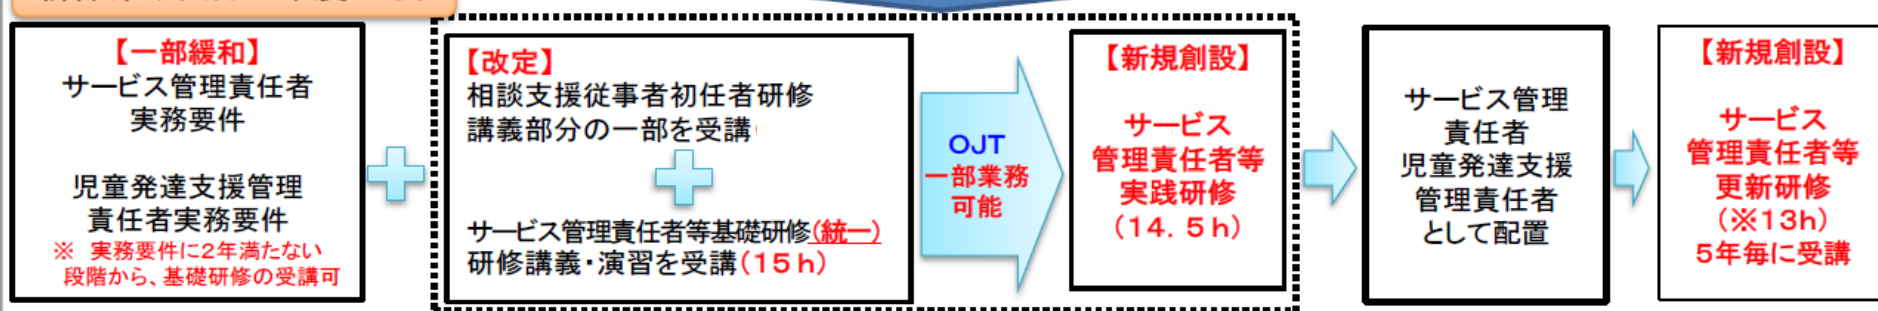 【一部緩和】
サービス管理責任者
実務要件
児童発達支援管理
責任者実務要件
※ 実務要件に2年満たない
段階から、基礎研修の受講可
【改定】
相談支援従事者初任者研修
講義部分の一部を受講
サービス管理責任者等基礎研修(統一)
研修講義・演習を受講(15h)
OJT
一部業務
可能
【新規創設】
サービス
管理責任者等
実践研修
(14.5h)
サービス管理
責任者
児童発達支援
管理責任者
として配置
【新規創設】
サービス
管理責任者等
更新研修
(※13h)
5年毎に受講